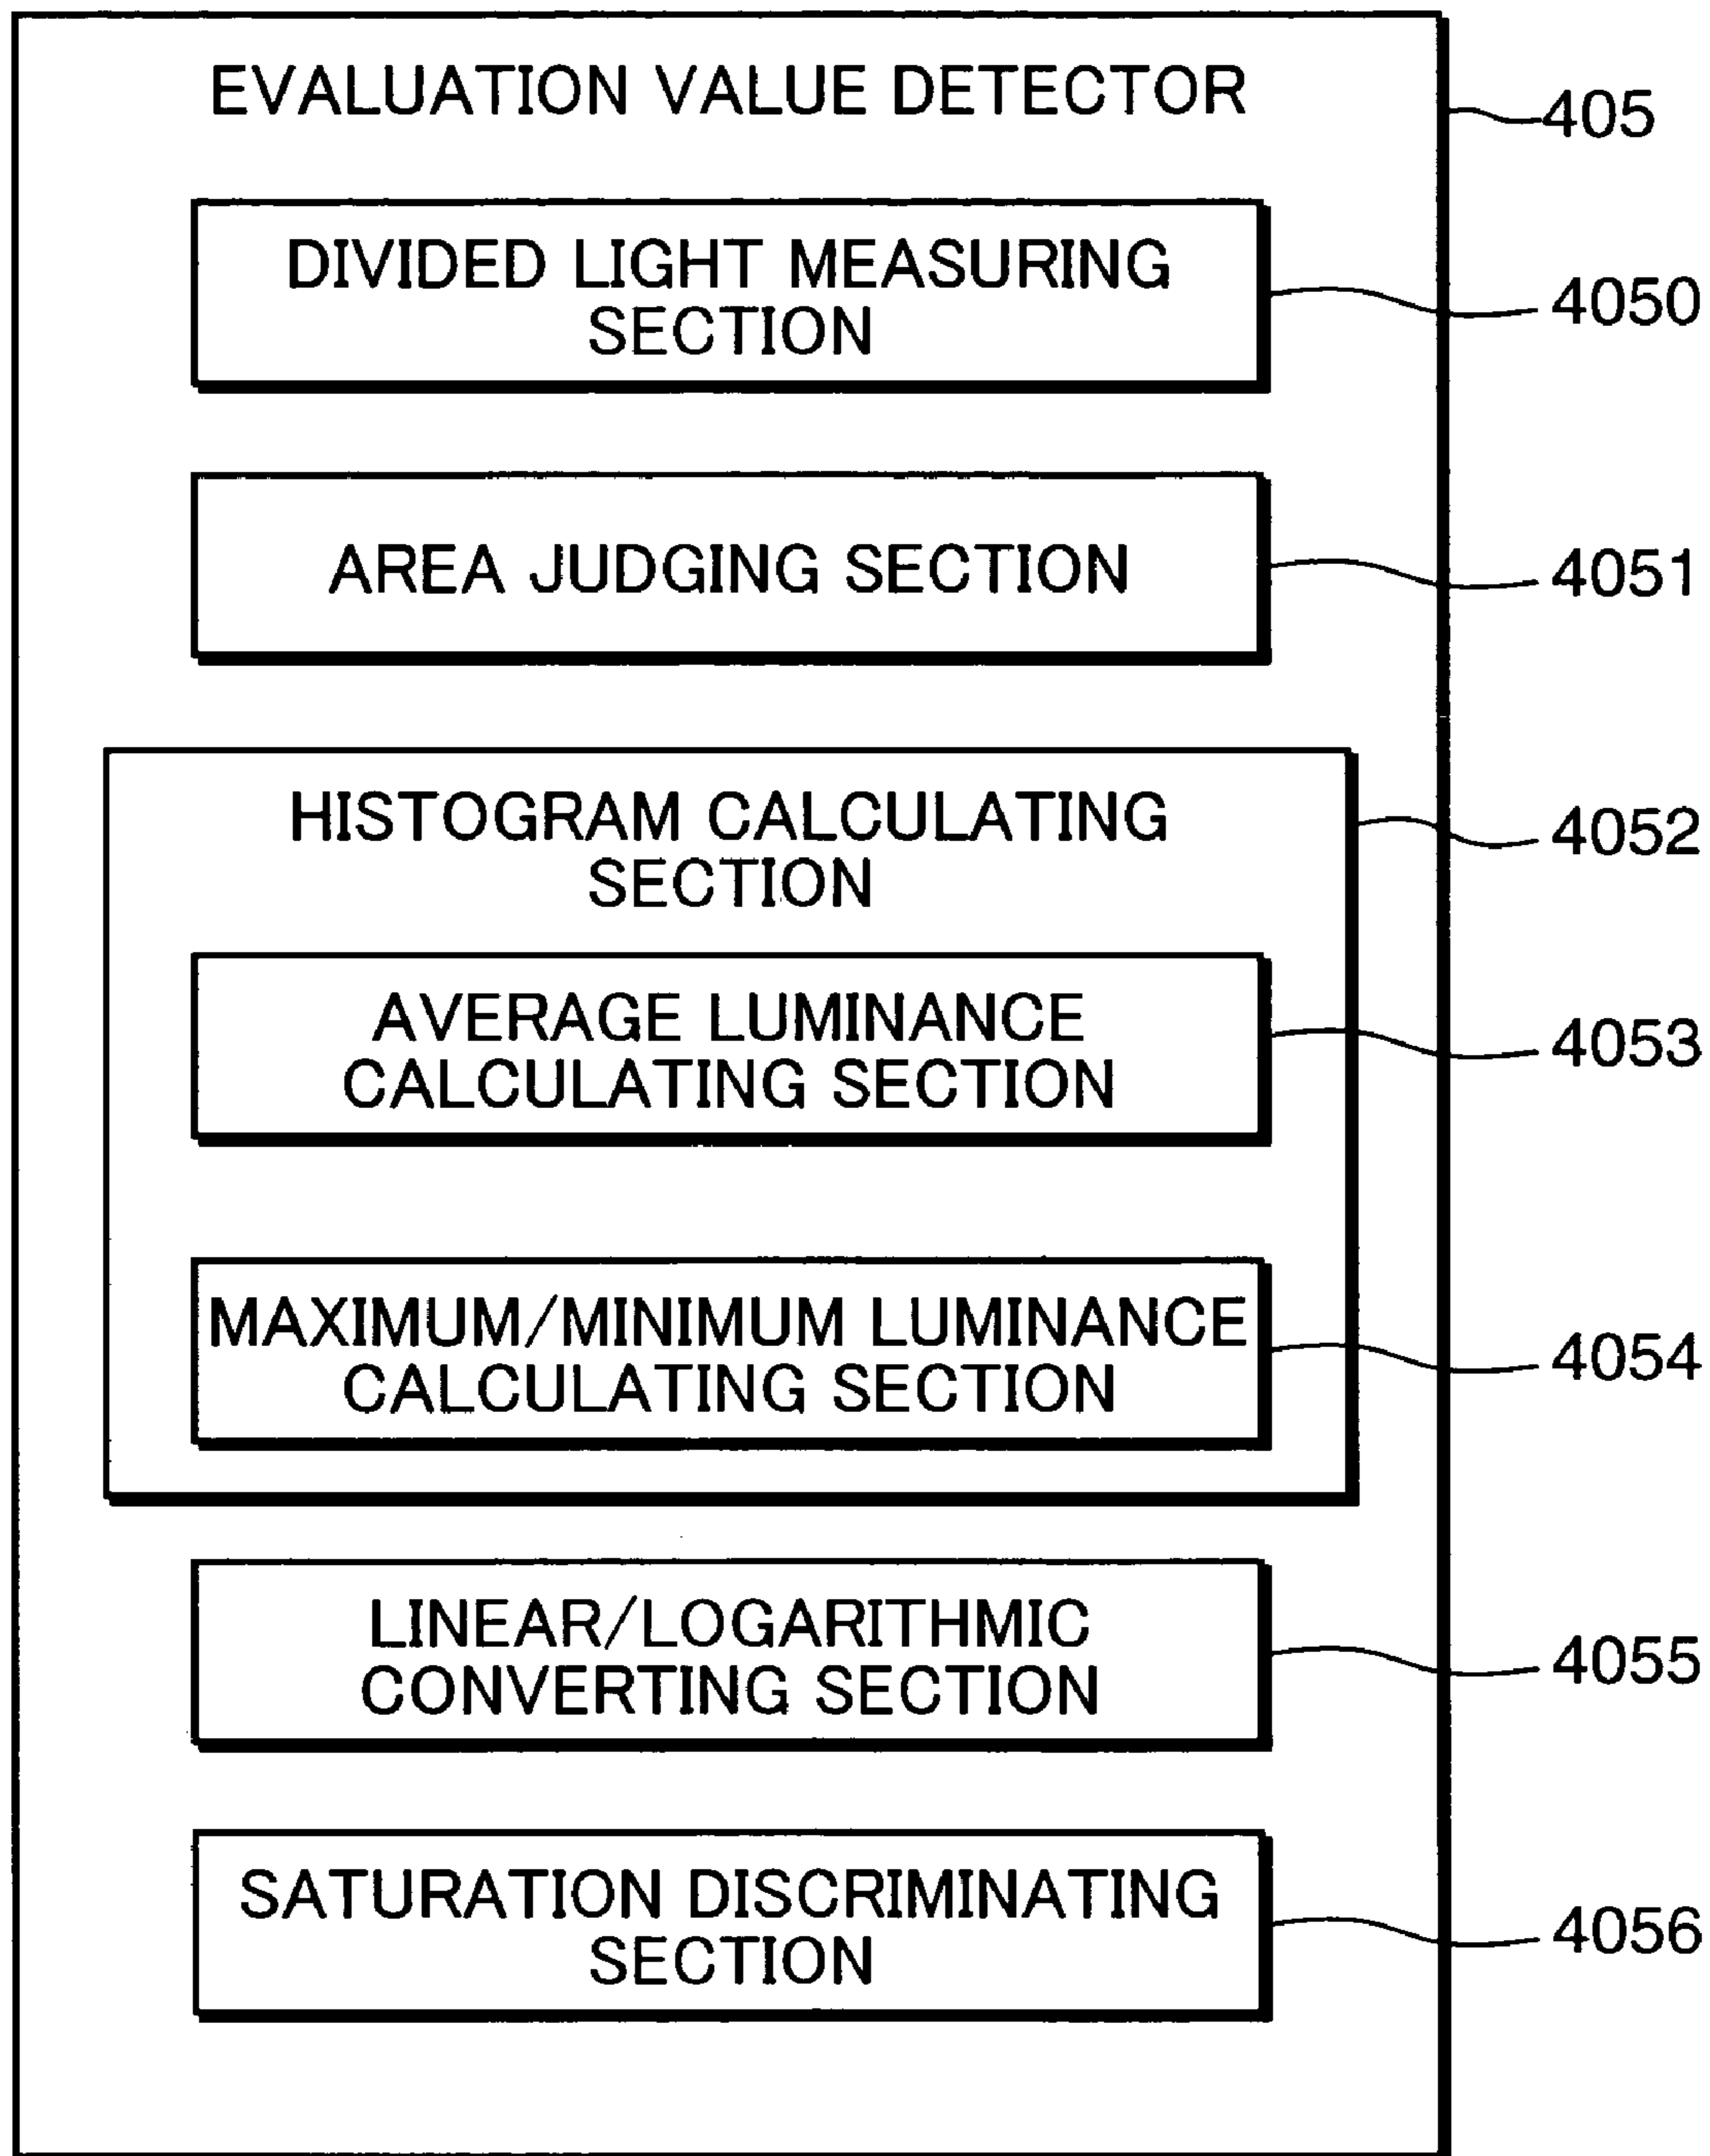 EVALUATION VALUE DETECTOR
405
DIVIDED LIGHT MEASURING
SECTION
4050
AREA JUDGING SECTION
4051
HISTOGRAM CALCULATING
SECTION
4052
AVERAGE LUMINANCE
CALCULATING SECTION
4053
MAXIMUM/MINIMUM LUMINANCE
CALCULATING SECTION
4054
LINEAR/LOGARITHMIC
CONVERTING SECTION
4055
SATURATION DISCRIMINATING
SECTION
4056